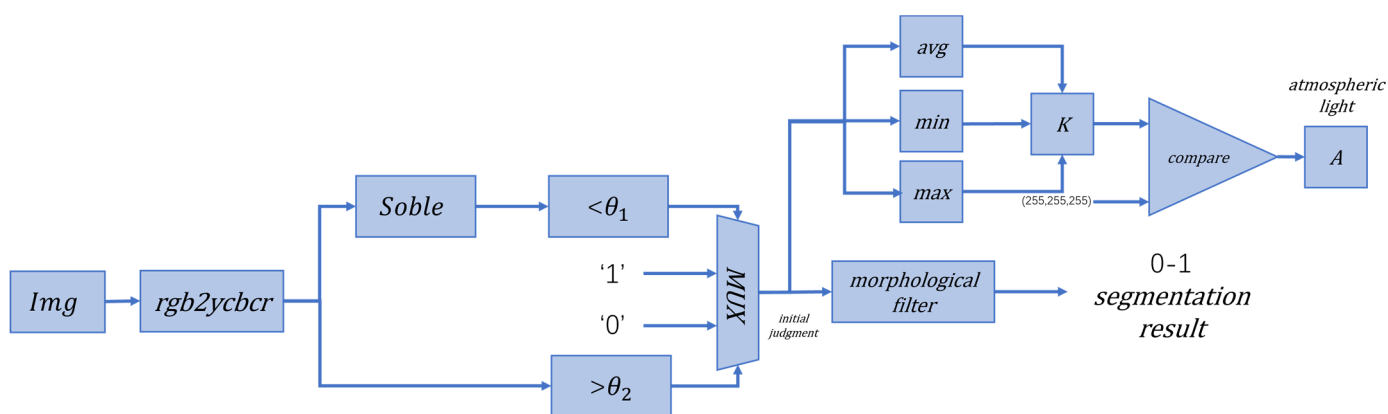 Img
rgb2ycbcr
Soble
<θ₁
>θ₂
‘1’
‘0’
MUX
initial
judgment
morphological
filter
0-1
segmentation
result
avg
min
max
K
(255,255,255)
compare
atmospheric
light
A